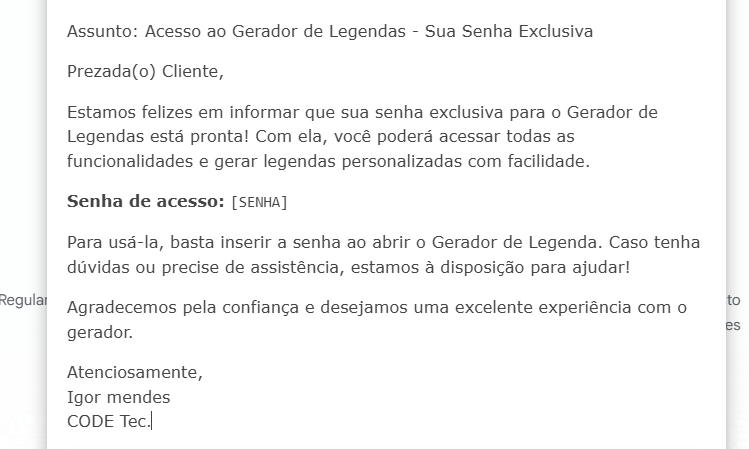 Assunto: Acesso ao Gerador de Legendas - Sua Senha Exclusiva
Prezada(o) Cliente,
Estamos felizes em informar que sua senha exclusiva para o Gerador de
Legendas está pronta! Com ela, você poderá acessar todas as
funcionalidades e gerar legendas personalizadas com facilidade.
Senha de acesso: [SENHA]
Para usá-la, basta inserir a senha ao abrir o Gerador de Legenda. Caso tenha
dúvidas ou precise de assistência, estamos à disposição para ajudar!
Regular
to
es
Agradecemos pela confiança e desejamos uma excelente experiência com o
gerador.
Atenciosamente,
Igor mendes
CODE Tec.